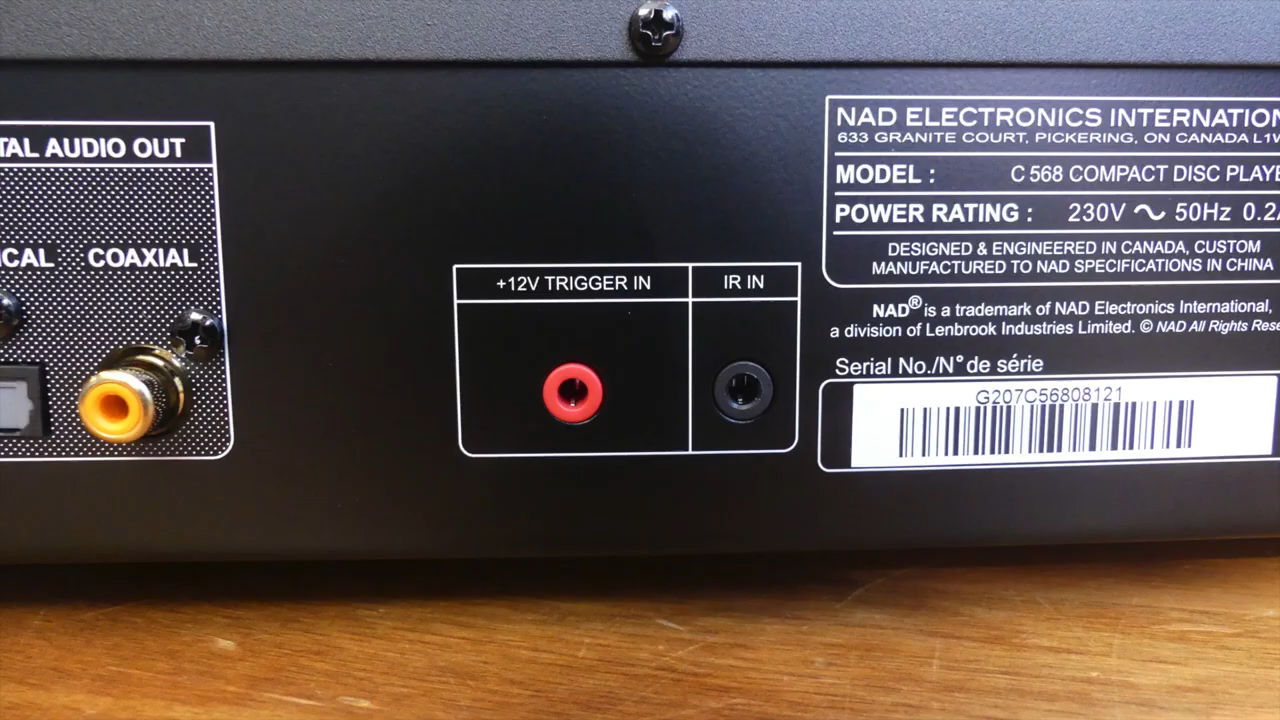 TAL AUDIO OUT
ICAL COAXIAL
+12V TRIGGER IN IR IN
NAD ELECTRONICS INTERNATION
633 GRANITE COURT, PICKERING, ON CANADA L1W
MODEL : C 568 COMPACT DISC PLAYE
POWER RATING : 230V ~ 50Hz 0.2
DESIGNED & ENGINEERED IN CANADA, CUSTOM
MANUFACTURED TO NAD SPECIFICATIONS IN CHINA
NAD® is a trademark of NAD Electronics International,
a division of Lenbrook Industries Limited. © NAD All Rights Rese
Serial No./N° de série
G207C56808121